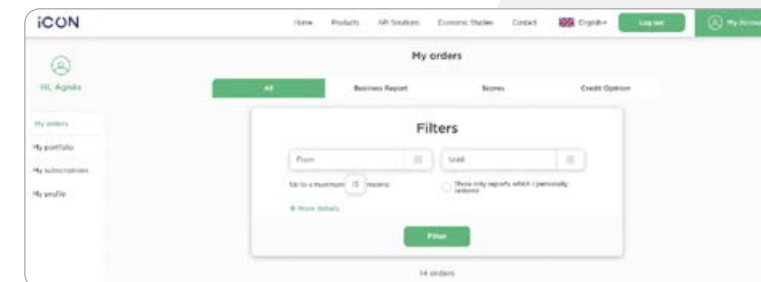 iCON
Home Products API Solutions Economic Studies Contact English Log out My Account
My orders
Hi, Agnès
All Business Report Scores Credit Opinion
My orders
My portfolio
My subscriptions
My profile
Filters
From Until
Up to a maximum 15 reports
Show only reports which I personally
ordered
More details
Filter
14 orders